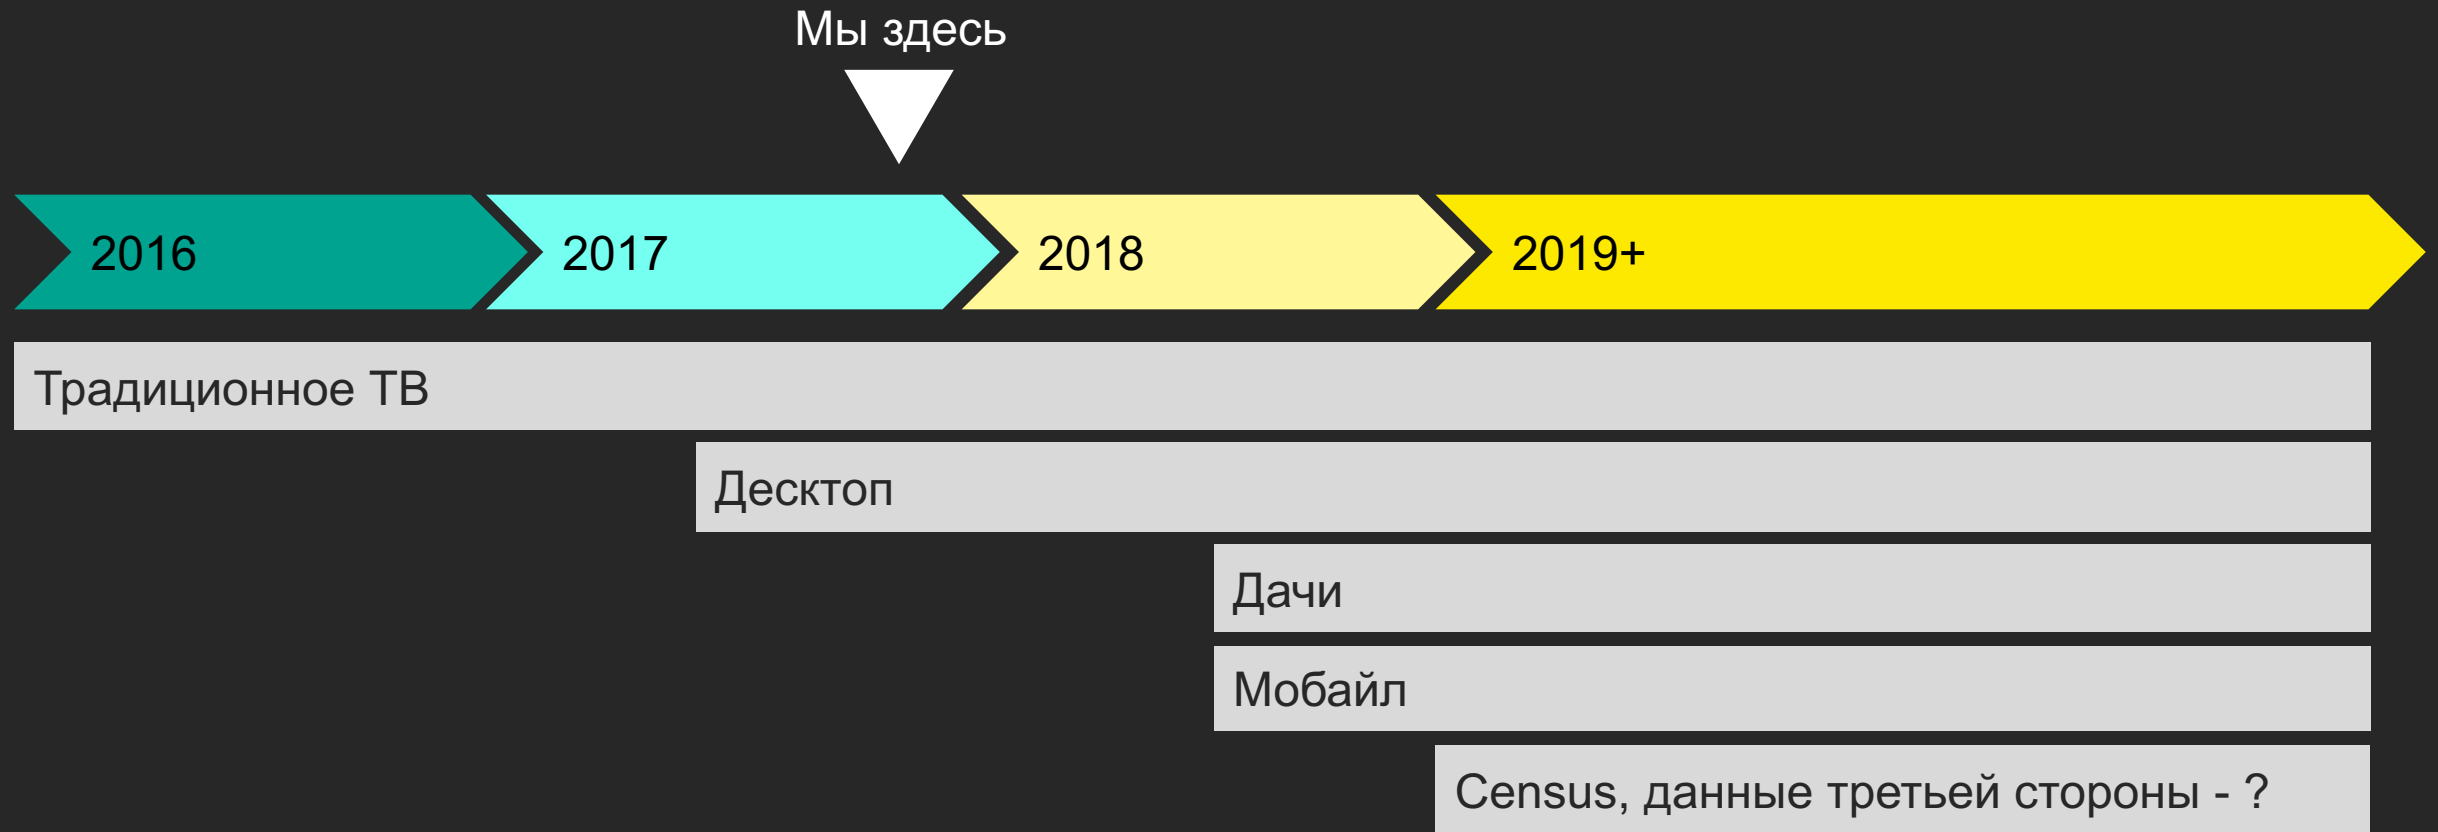 Мы здесь
2016
2017
2018
2019+
Традиционное ТВ
Десктоп
Дачи
Мобайл
Census, данные третьей стороны - ?